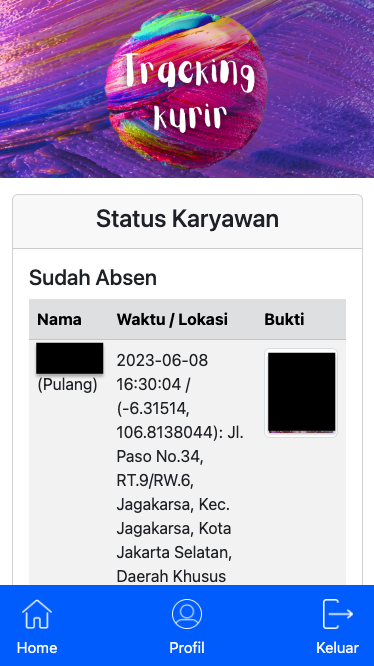 Tracking
kurir
Status Karyawan
Sudah Absen
Nama Waktu / Lokasi Bukti
(Pulang)
2023-06-08
16:30:04 /
(-6.31514,
106.8138044): Jl.
Paso No.34,
RT.9/RW.6,
Jagakarsa, Kec.
Jagakarsa, Kota
Jakarta Selatan,
Daerah Khusus
Home Profil Keluar